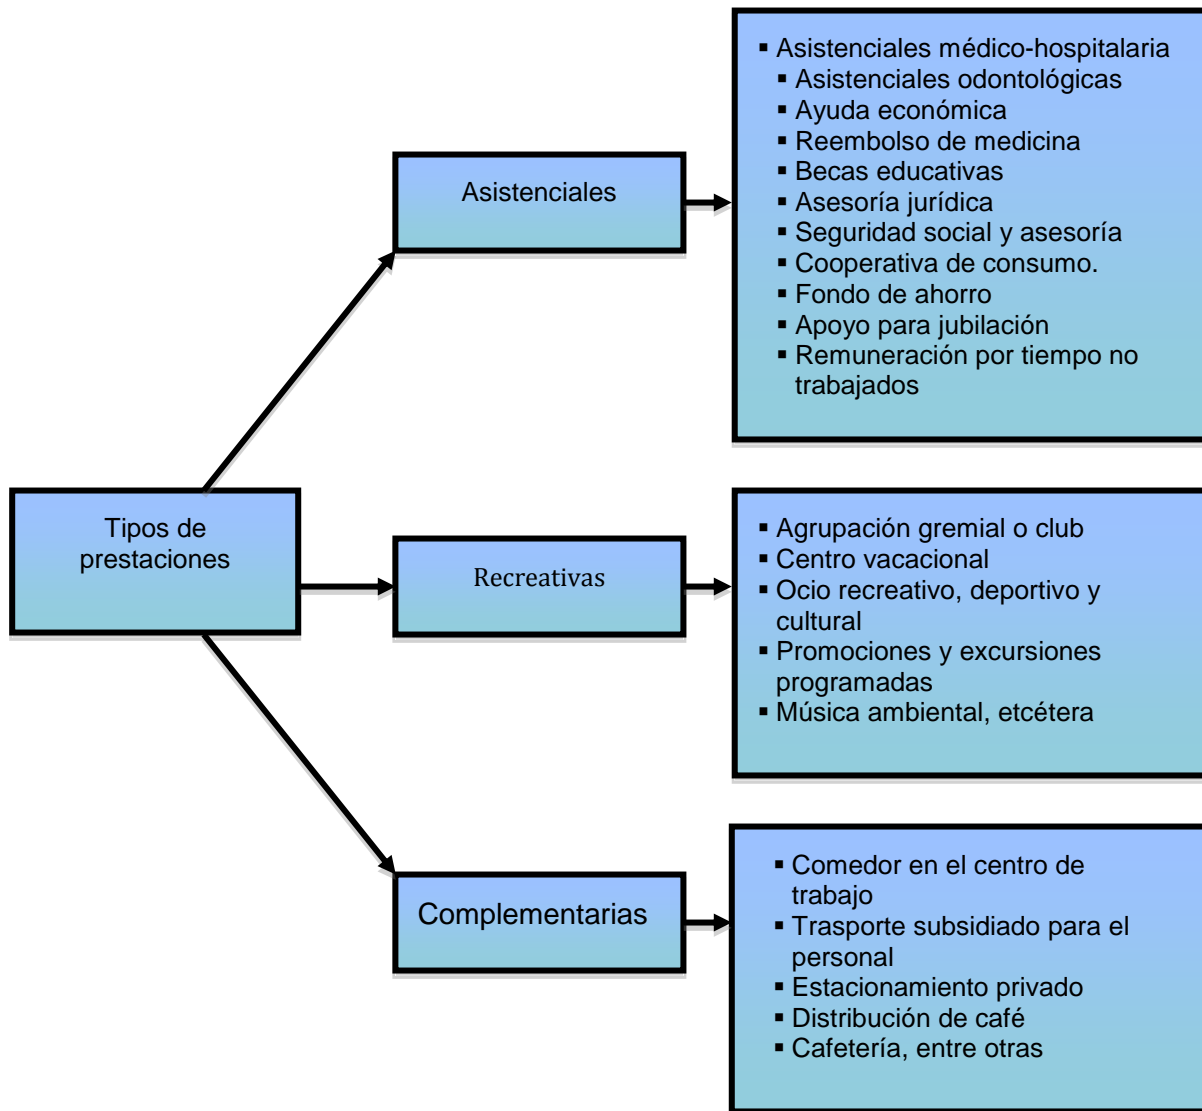 Tipos de
prestaciones
Asistenciales
▪ Asistenciales médico-hospitalaria
▪ Asistenciales odontológicas
▪ Ayuda económica
▪ Reembolso de medicina
▪ Becas educativas
▪ Asesoría jurídica
▪ Seguridad social y asesoría
▪ Cooperativa de consumo.
▪ Fondo de ahorro
▪ Apoyo para jubilación
▪ Remuneración por tiempo no
trabajados
Recreativas
▪ Agrupación gremial o club
▪ Centro vacacional
▪ Ocio recreativo, deportivo y
cultural
▪ Promociones y excursiones
programadas
▪ Música ambiental, etcétera
Complementarias
▪ Comedor en el centro de
trabajo
▪ Trasporte subsidiado para el
personal
▪ Estacionamiento privado
▪ Distribución de café
▪ Cafetería, entre otras